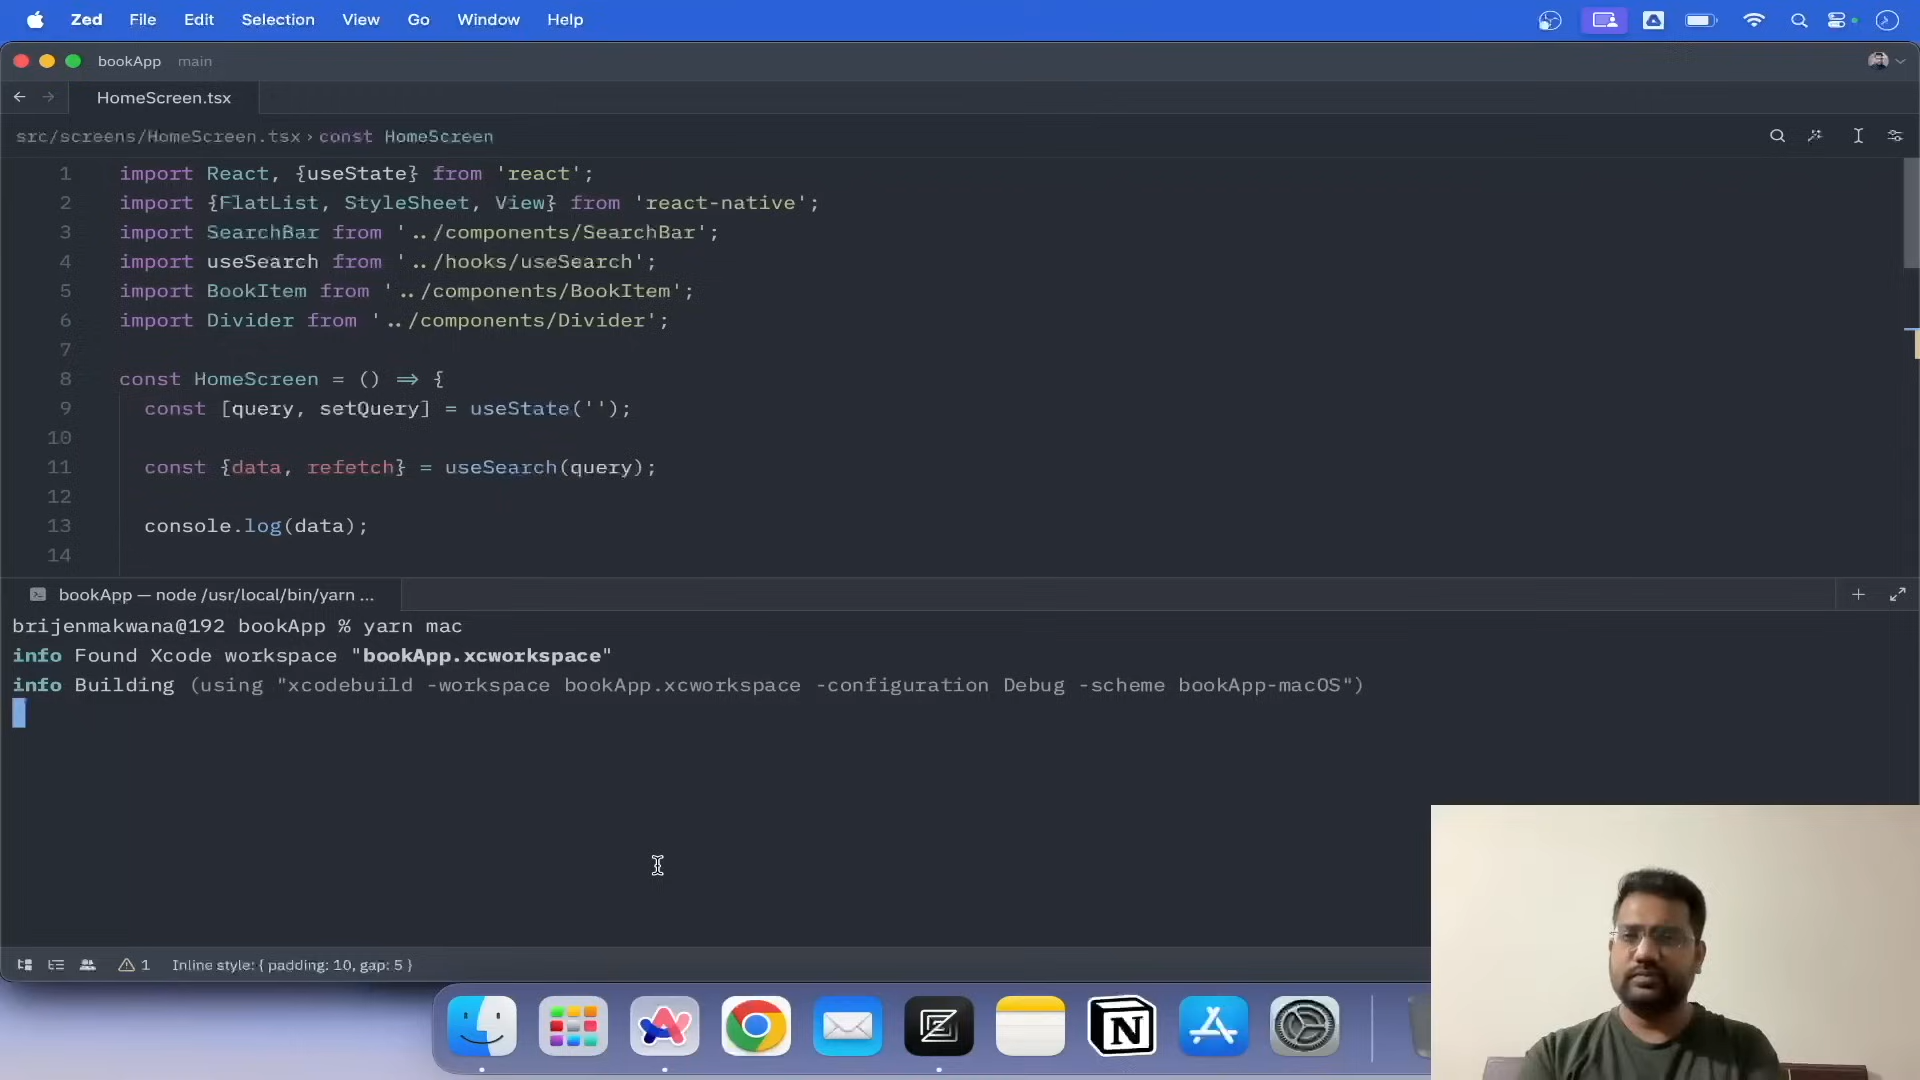 Zed File Edit Selection View Go Window Help
bookApp main
HomeScreen.tsx
src/screens/HomeScreen.tsx › const HomeScreen
1 import React, {useState} from 'react';
2 import {FlatList, StyleSheet, View} from 'react-native';
3 import SearchBar from '../components/SearchBar';
4 import useSearch from '../hooks/useSearch';
5 import BookItem from '../components/BookItem';
6 import Divider from '../components/Divider';
7
8 const HomeScreen = () => {
9 const [query, setQuery] = useState('');
10
11 const {data, refetch} = useSearch(query);
12
13 console.log(data);
14
bookApp — node /usr/local/bin/yarn ...
brijenmakwana@192 bookApp % yarn mac
info Found Xcode workspace "bookApp.xcworkspace"
info Building (using "xcodebuild -workspace bookApp.xcworkspace -configuration Debug -scheme bookApp-macOS")
1 Inline style: { padding: 10, gap: 5 }